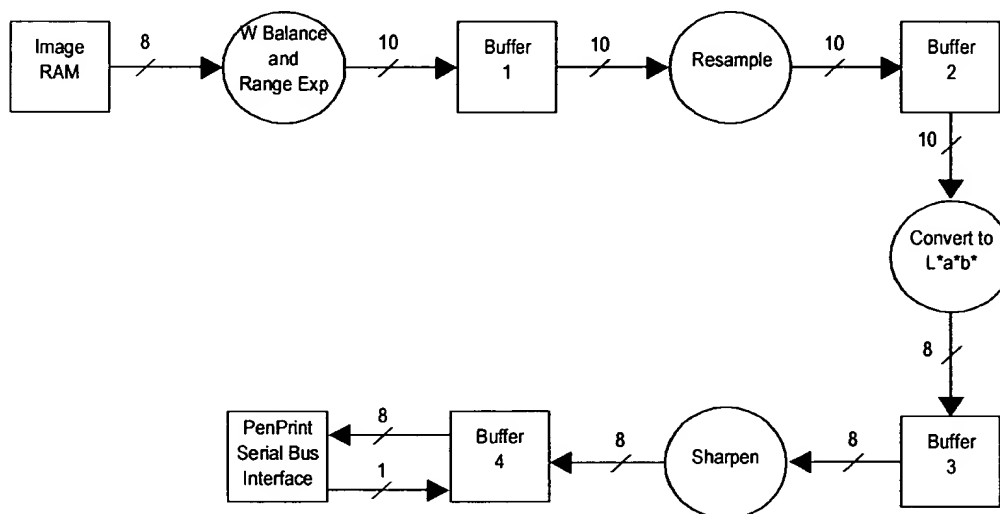 Image
RAM
8
W Balance
and
Range Exp
10
Buffer
1
10
Resample
10
Buffer
2
10
Convert to
L*a*b*
8
Buffer
3
8
Sharpen
8
Buffer
4
8
1
PenPrint
Serial Bus
Interface